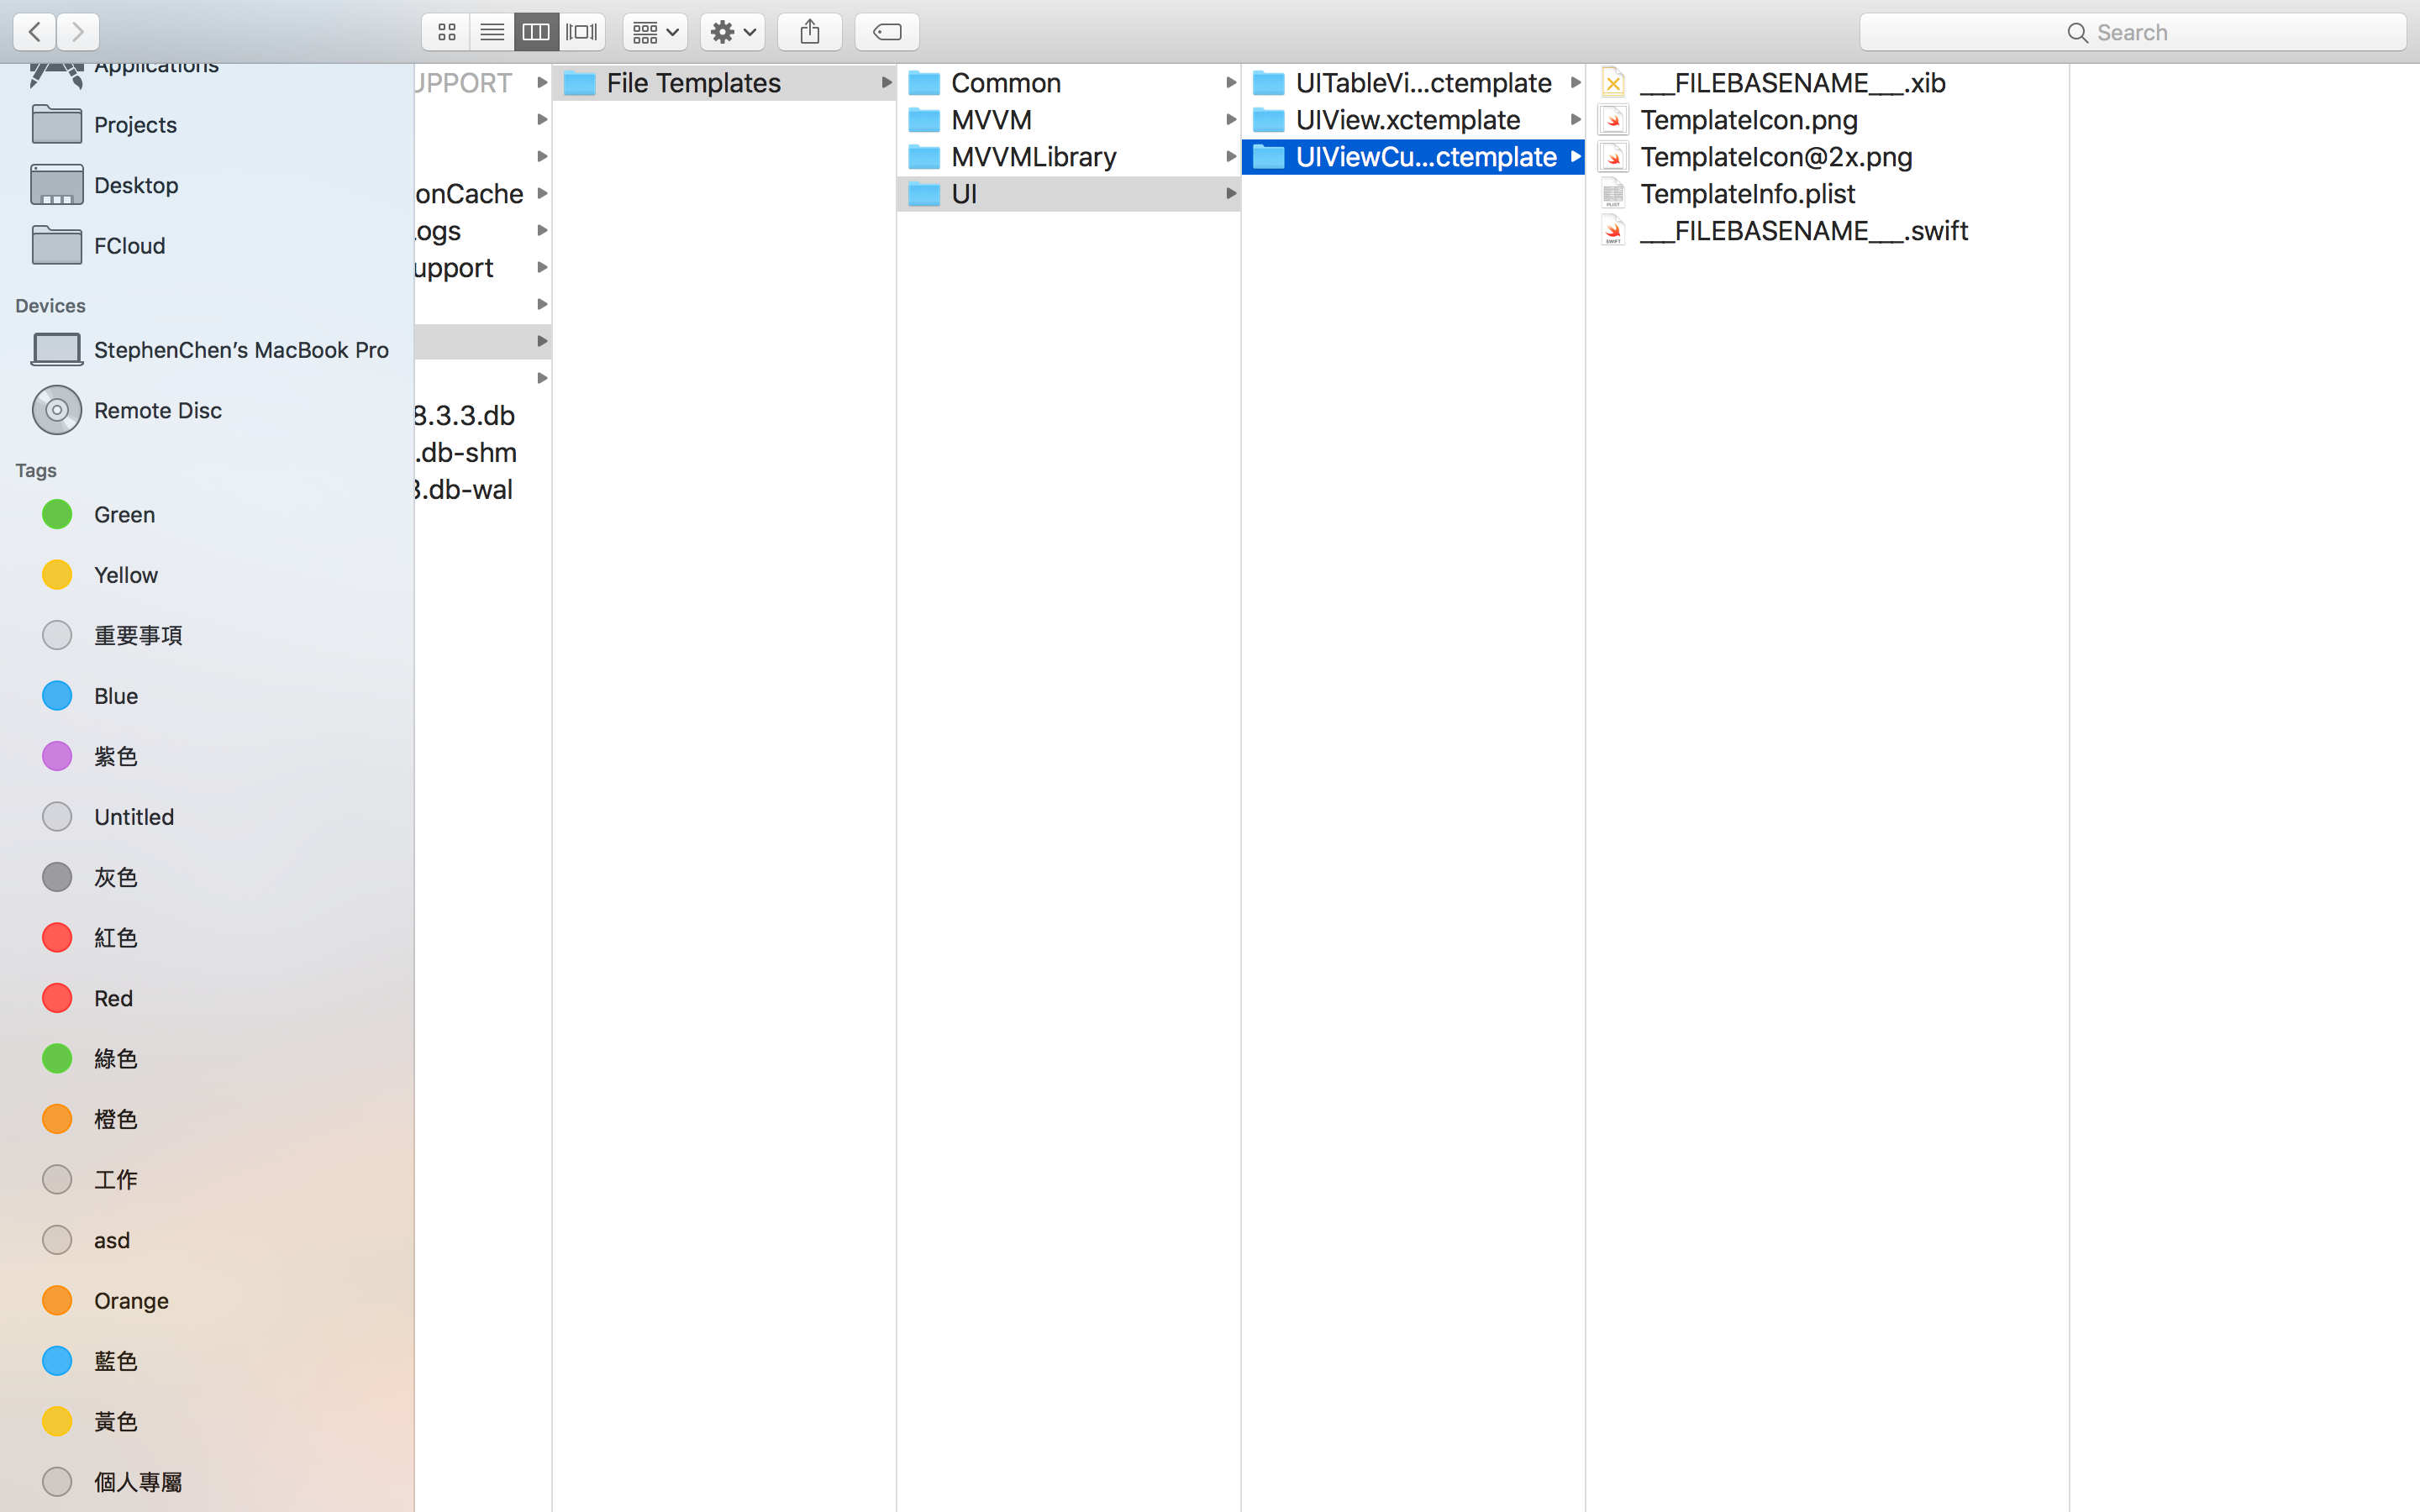 Search
Applications
Projects
Desktop
FCloud
Devices
StephenChen’s MacBook Pro
Remote Disc
Tags
Green
Yellow
重要事項
Blue
紫色
Untitled
灰色
紅色
Red
綠色
橙色
工作
asd
Orange
藍色
黃色
個人專屬
UPPORT
onCache
ogs
upport
8.3.3.db
.db-shm
3.db-wal
File Templates
Common
MVVM
MVVMLibrary
UI
UITableVi...ctemplate
UIView.xctemplate
UIViewCu...ctemplate
___FILEBASENAME___.xib
TemplateIcon.png
TemplateIcon@2x.png
TemplateInfo.plist
___FILEBASENAME___.swift